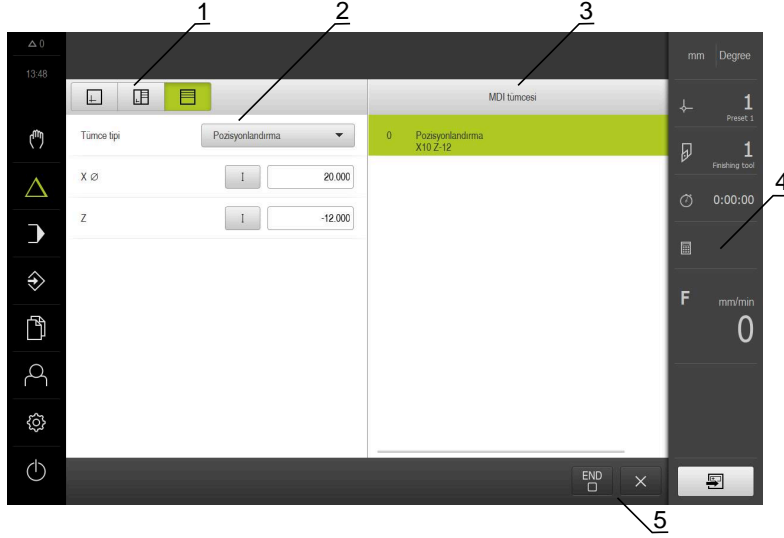 1 2 3
0
mm Degree
13:48
MDI tümcesi
1
Preset 1
Tümce tipi Pozisyonlandırma
0 Pozisyonlandırma
X10 Z-12
1
Finishing tool
X ⌀ I 20.000
4
0:00:00
Z I -12.000
F mm/min
0
END
5